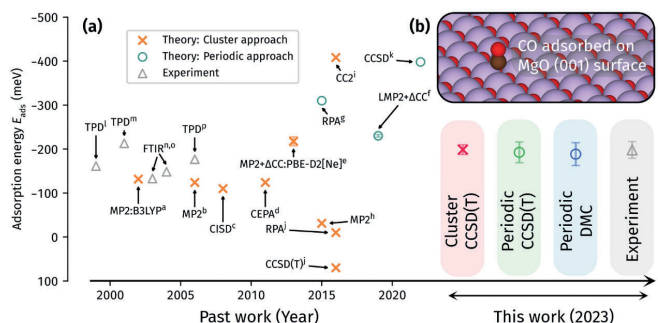 (a)
Theory: Cluster approach
Theory: Periodic approach
Experiment
Adsorption energy E_ads (meV)
−500
−400
−300
−200
−100
0
100
TPD^l
TPD^m
FTIR^n,o
TPD^p
MP2:B3LYP^a
MP2^b
CISD^c
CEPA^d
MP2+ΔCC:PBE-D2[Ne]^e
RPA^g
CC2^i
CCSD^k
LMP2+ΔCC^f
MP2^h
RPA^j
CCSD(T)^j
2000
2005
2010
2015
2020
Past work (Year)
(b)
CO adsorbed on
MgO (001) surface
Cluster
CCSD(T)
Periodic
CCSD(T)
Periodic
DMC
Experiment
This work (2023)